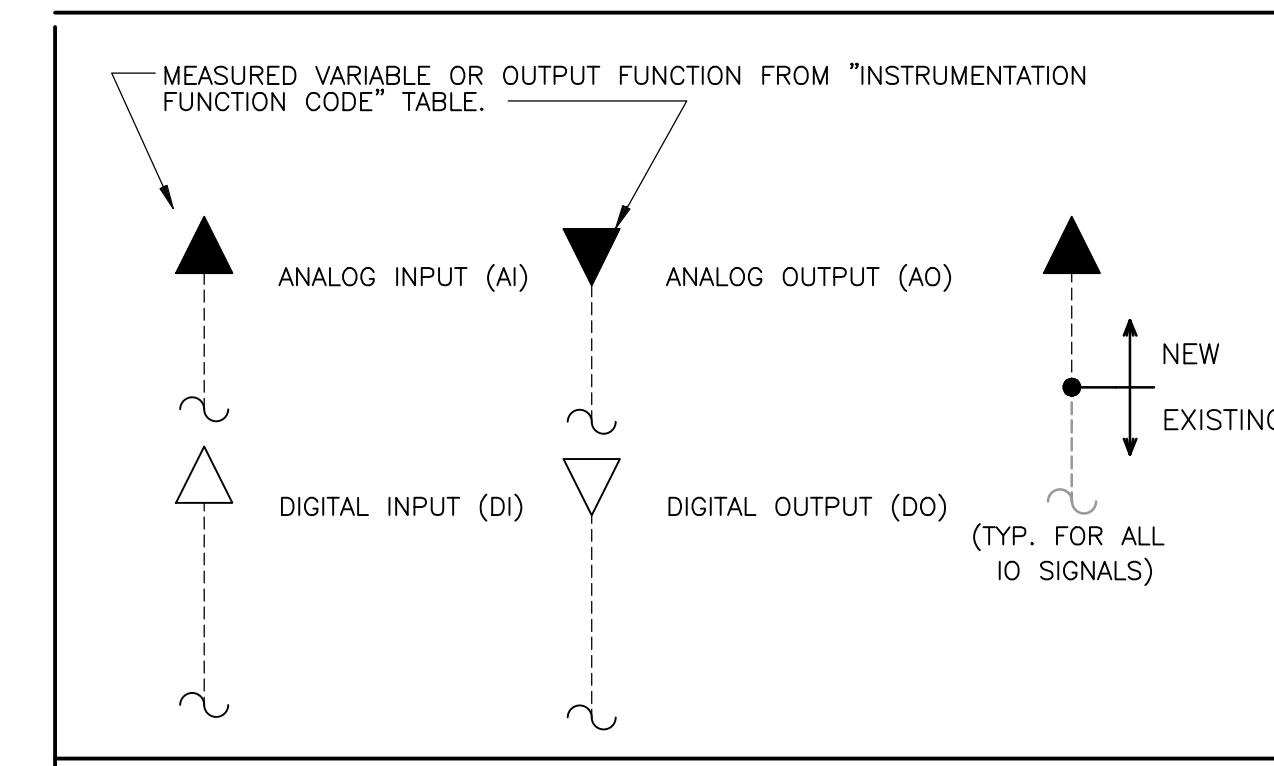 MEASURED VARIABLE OR OUTPUT FUNCTION FROM "INSTRUMENTATION
FUNCTION CODE" TABLE.
ANALOG INPUT (AI)
ANALOG OUTPUT (AO)
NEW
EXISTING
DIGITAL INPUT (DI)
DIGITAL OUTPUT (DO)
(TYP. FOR ALL
IO SIGNALS)